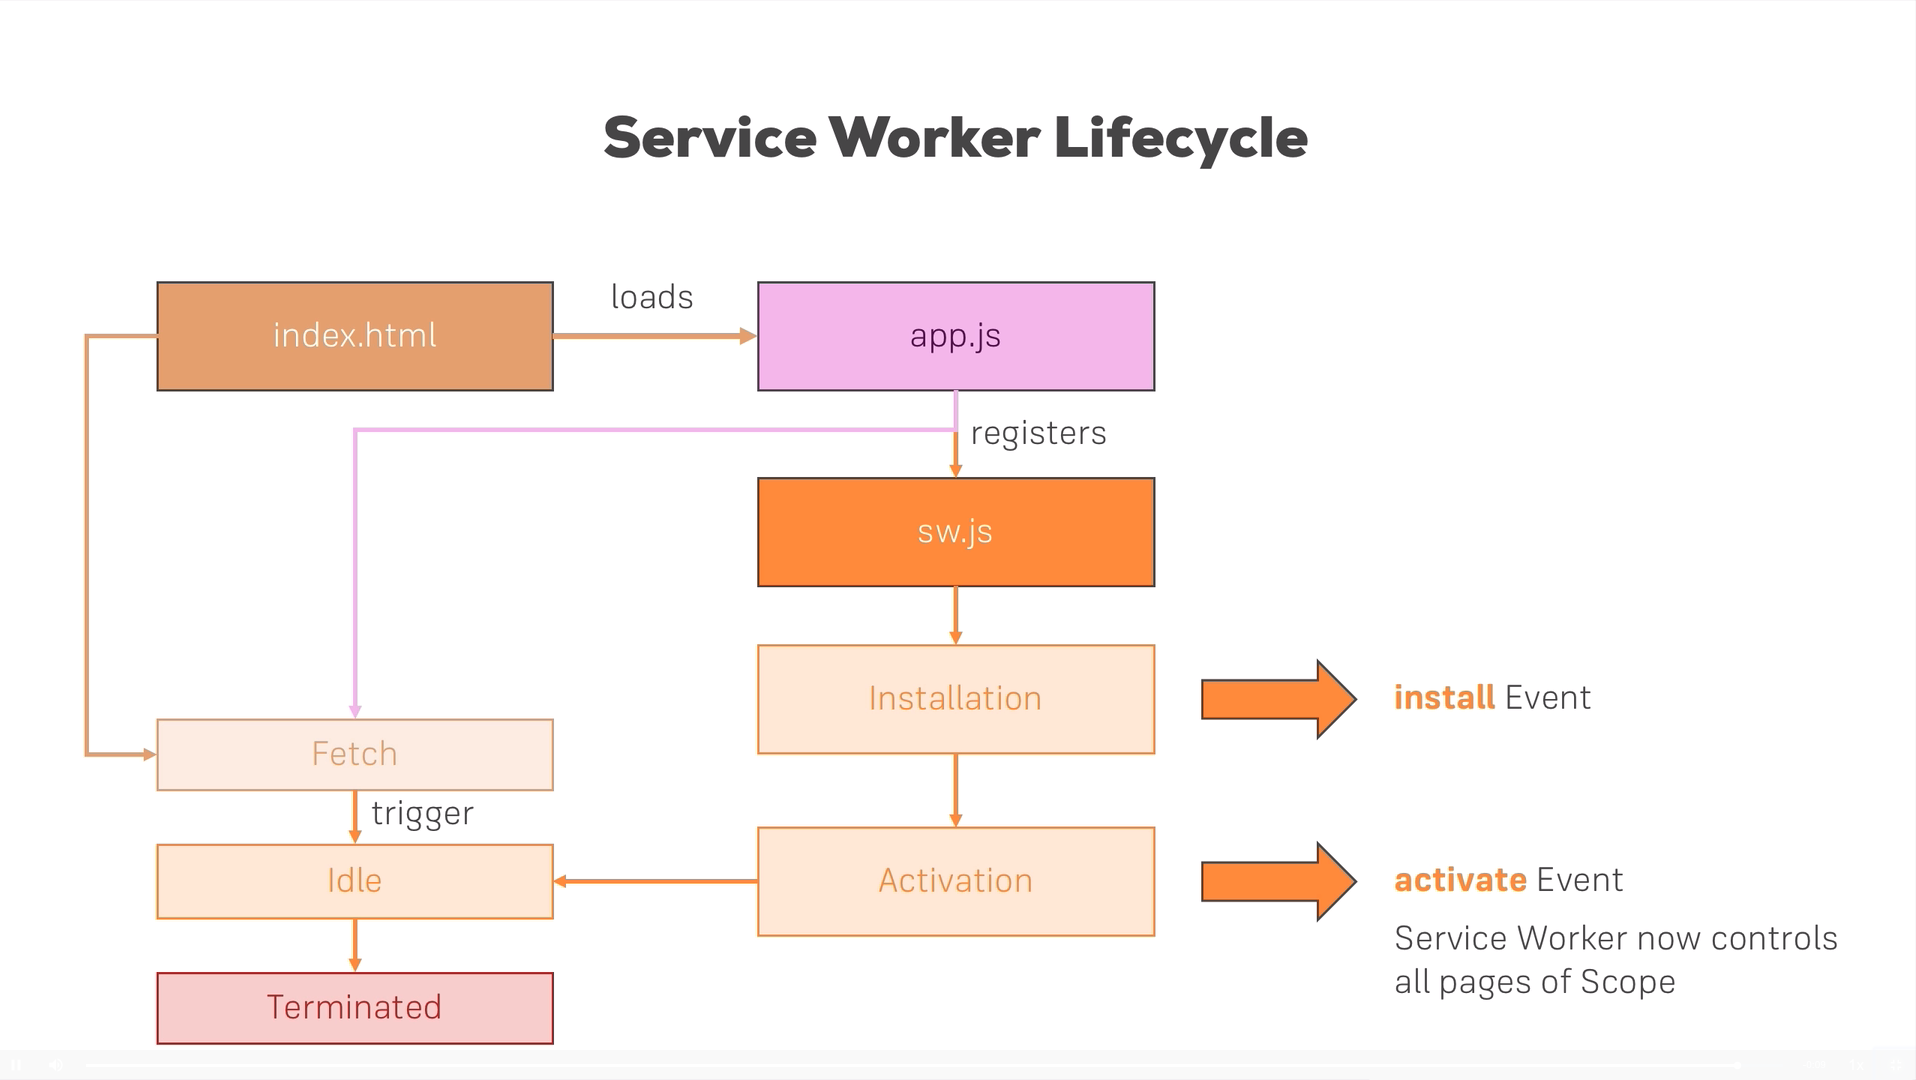 Service Worker Lifecycle
index.html
loads
app.js
registers
sw.js
Installation
install Event
Fetch
trigger
Idle
Activation
activate Event
Service Worker now controls
all pages of Scope
Terminated